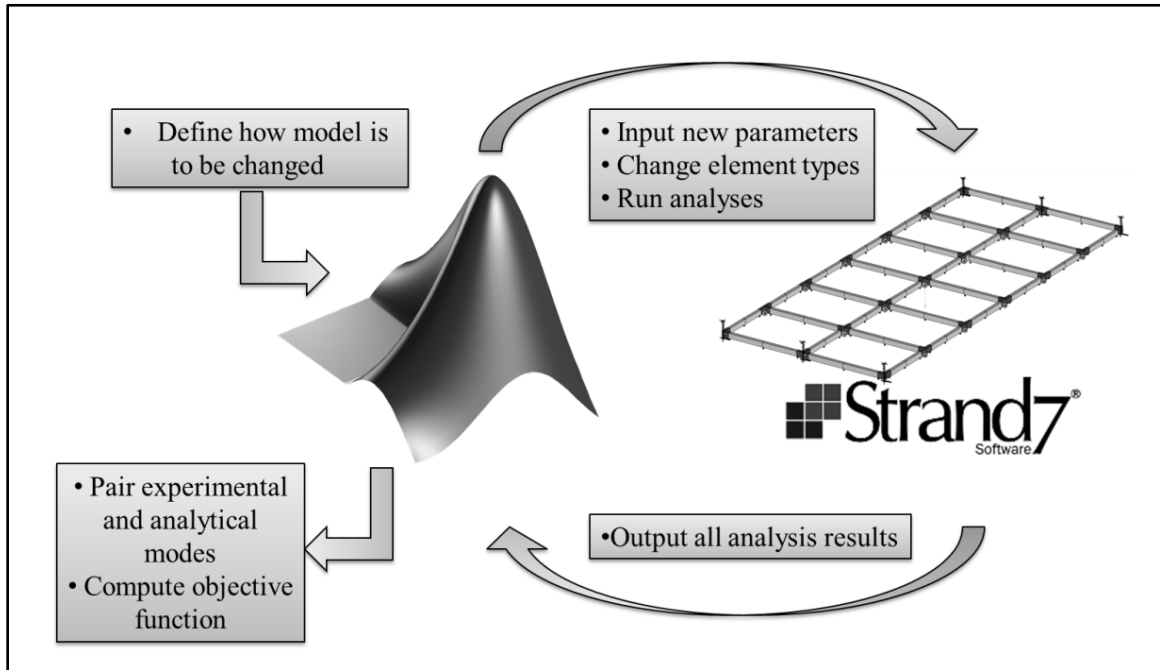 • Define how model is
to be changed
• Input new parameters
• Change element types
• Run analyses
Strand7®
Software
• Pair experimental
and analytical
modes
• Compute objective
function
•Output all analysis results